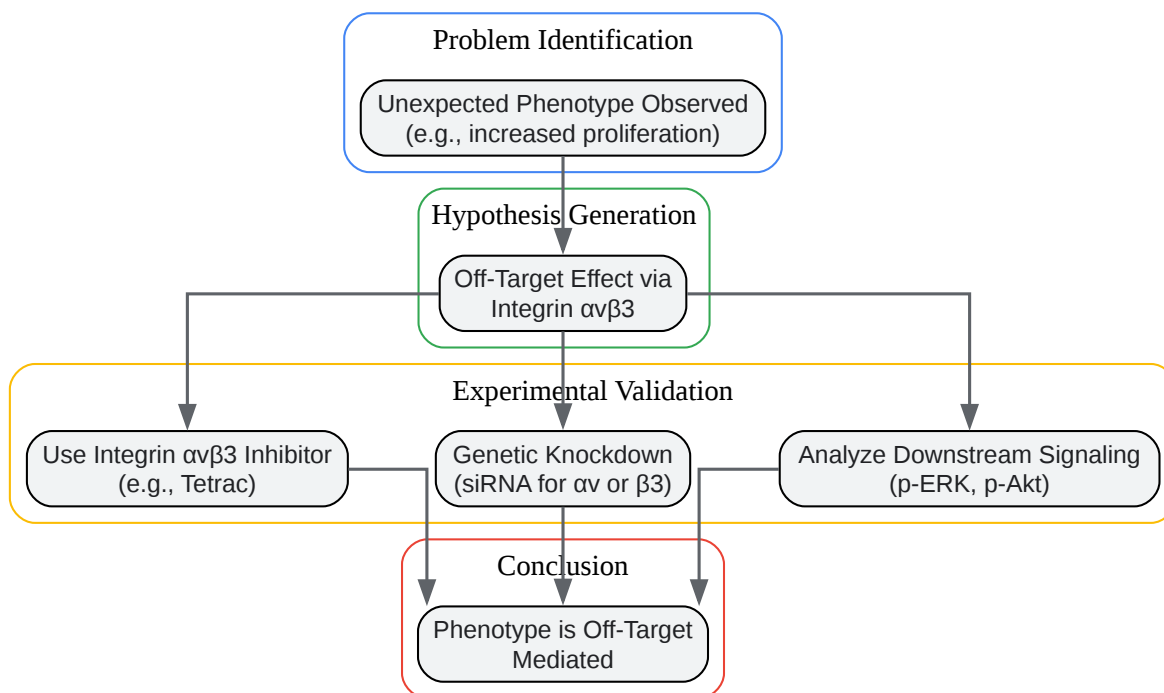 Problem Identification
Unexpected Phenotype Observed
(e.g., increased proliferation)
Hypothesis Generation
Off-Target Effect via
Integrin αvβ3
Experimental Validation
Use Integrin αvβ3 Inhibitor
(e.g., Tetrac)
Genetic Knockdown
(siRNA for αv or β3)
Analyze Downstream Signaling
(p-ERK, p-Akt)
Conclusion
Phenotype is Off-Target
Mediated